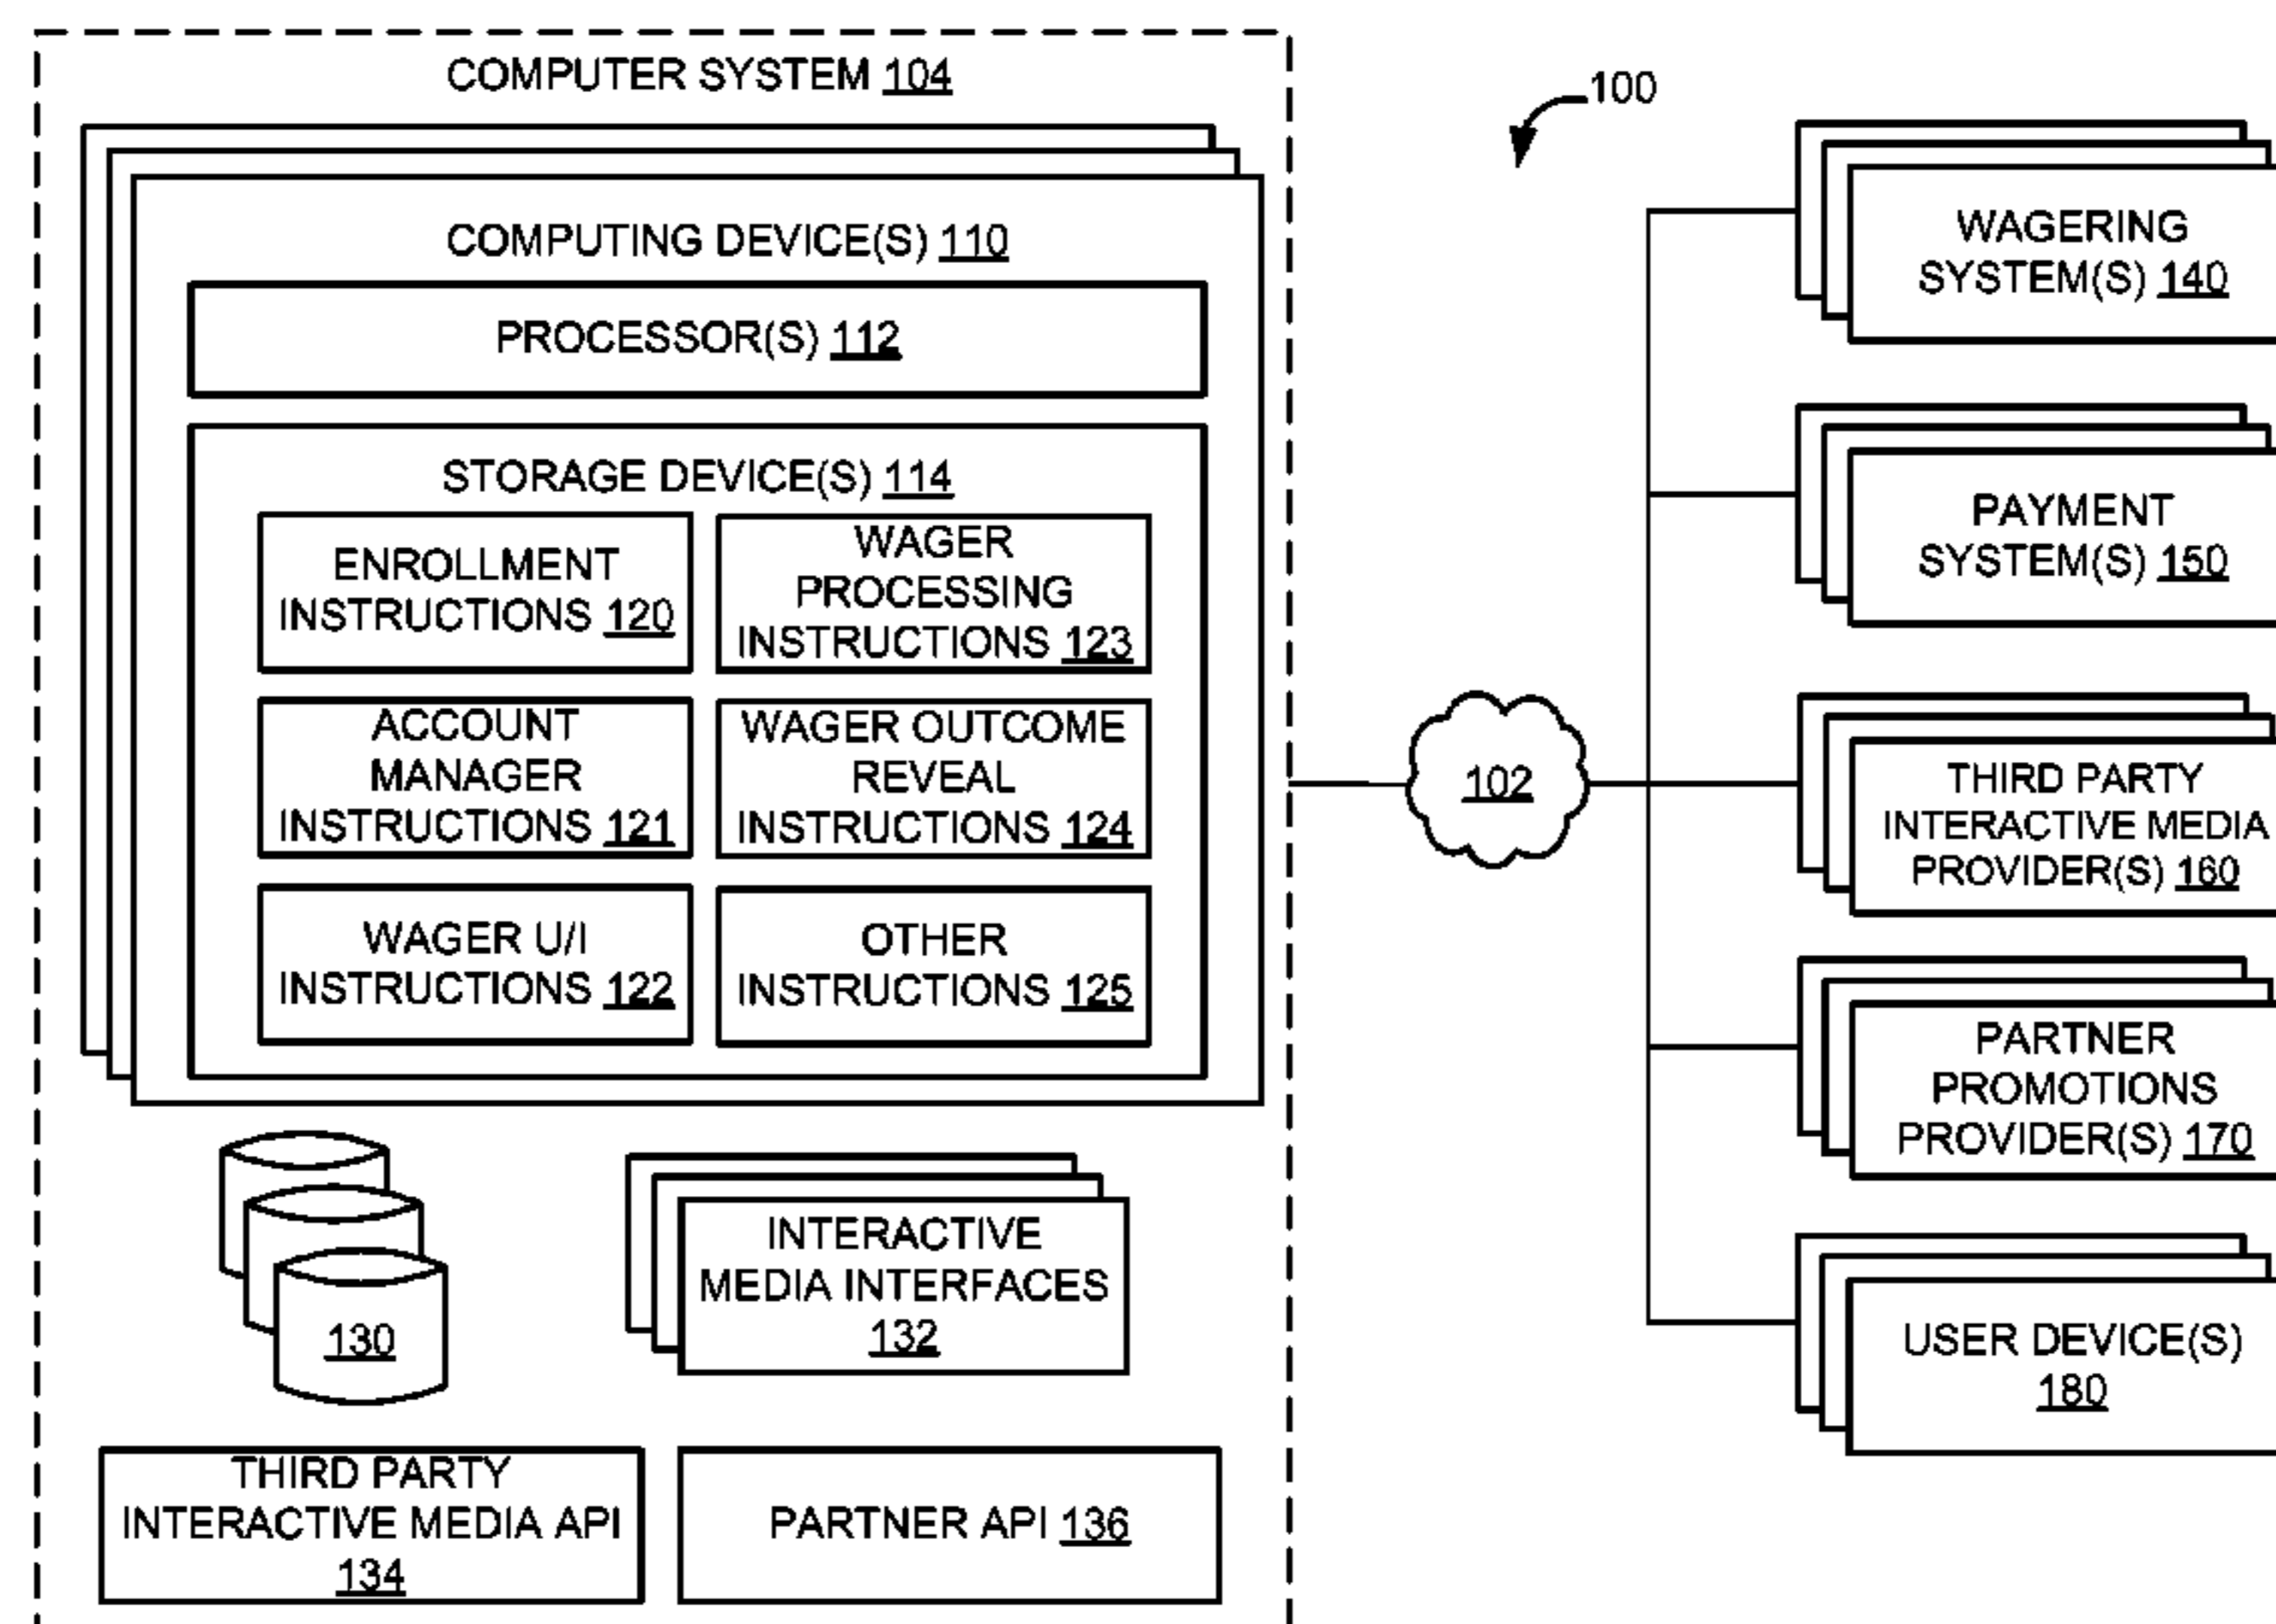 COMPUTER SYSTEM 104
COMPUTING DEVICE(S) 110
PROCESSOR(S) 112
STORAGE DEVICE(S) 114
ENROLLMENT
INSTRUCTIONS 120
WAGER
PROCESSING
INSTRUCTIONS 123
ACCOUNT
MANAGER
INSTRUCTIONS 121
WAGER OUTCOME
REVEAL
INSTRUCTIONS 124
WAGER U/I
INSTRUCTIONS 122
OTHER
INSTRUCTIONS 125
130
INTERACTIVE
MEDIA INTERFACES
132
THIRD PARTY
INTERACTIVE MEDIA API
134
PARTNER API 136
100
102
WAGERING
SYSTEM(S) 140
PAYMENT
SYSTEM(S) 150
THIRD PARTY
INTERACTIVE MEDIA
PROVIDER(S) 160
PARTNER
PROMOTIONS
PROVIDER(S) 170
USER DEVICE(S)
180